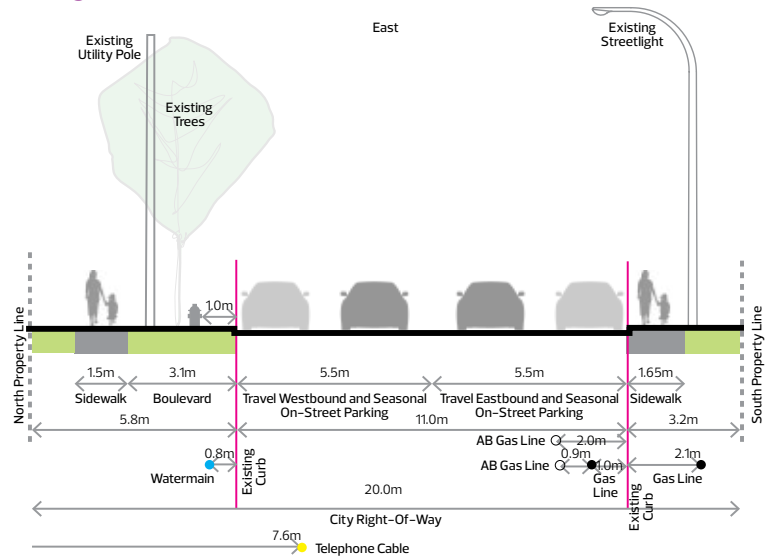 East
Existing
Utility Pole
Existing
Streetlight
Existing
Trees
10m
North Property Line
South Property Line
1.5m
3.1m
5.5m
5.5m
1.65m
Sidewalk
Boulevard
Travel Westbound and Seasonal
On-Street Parking
Travel Eastbound and Seasonal
On-Street Parking
Sidewalk
5.8m
11.0m
3.2m
AB Gas Line
2.0m
0.8m
Watermain
Existing
Curb
AB Gas Line
0.9m
1.0m
Gas
Line
2.1m
Gas Line
Existing
Curb
20.0m
City Right-Of-Way
7.6m
Telephone Cable